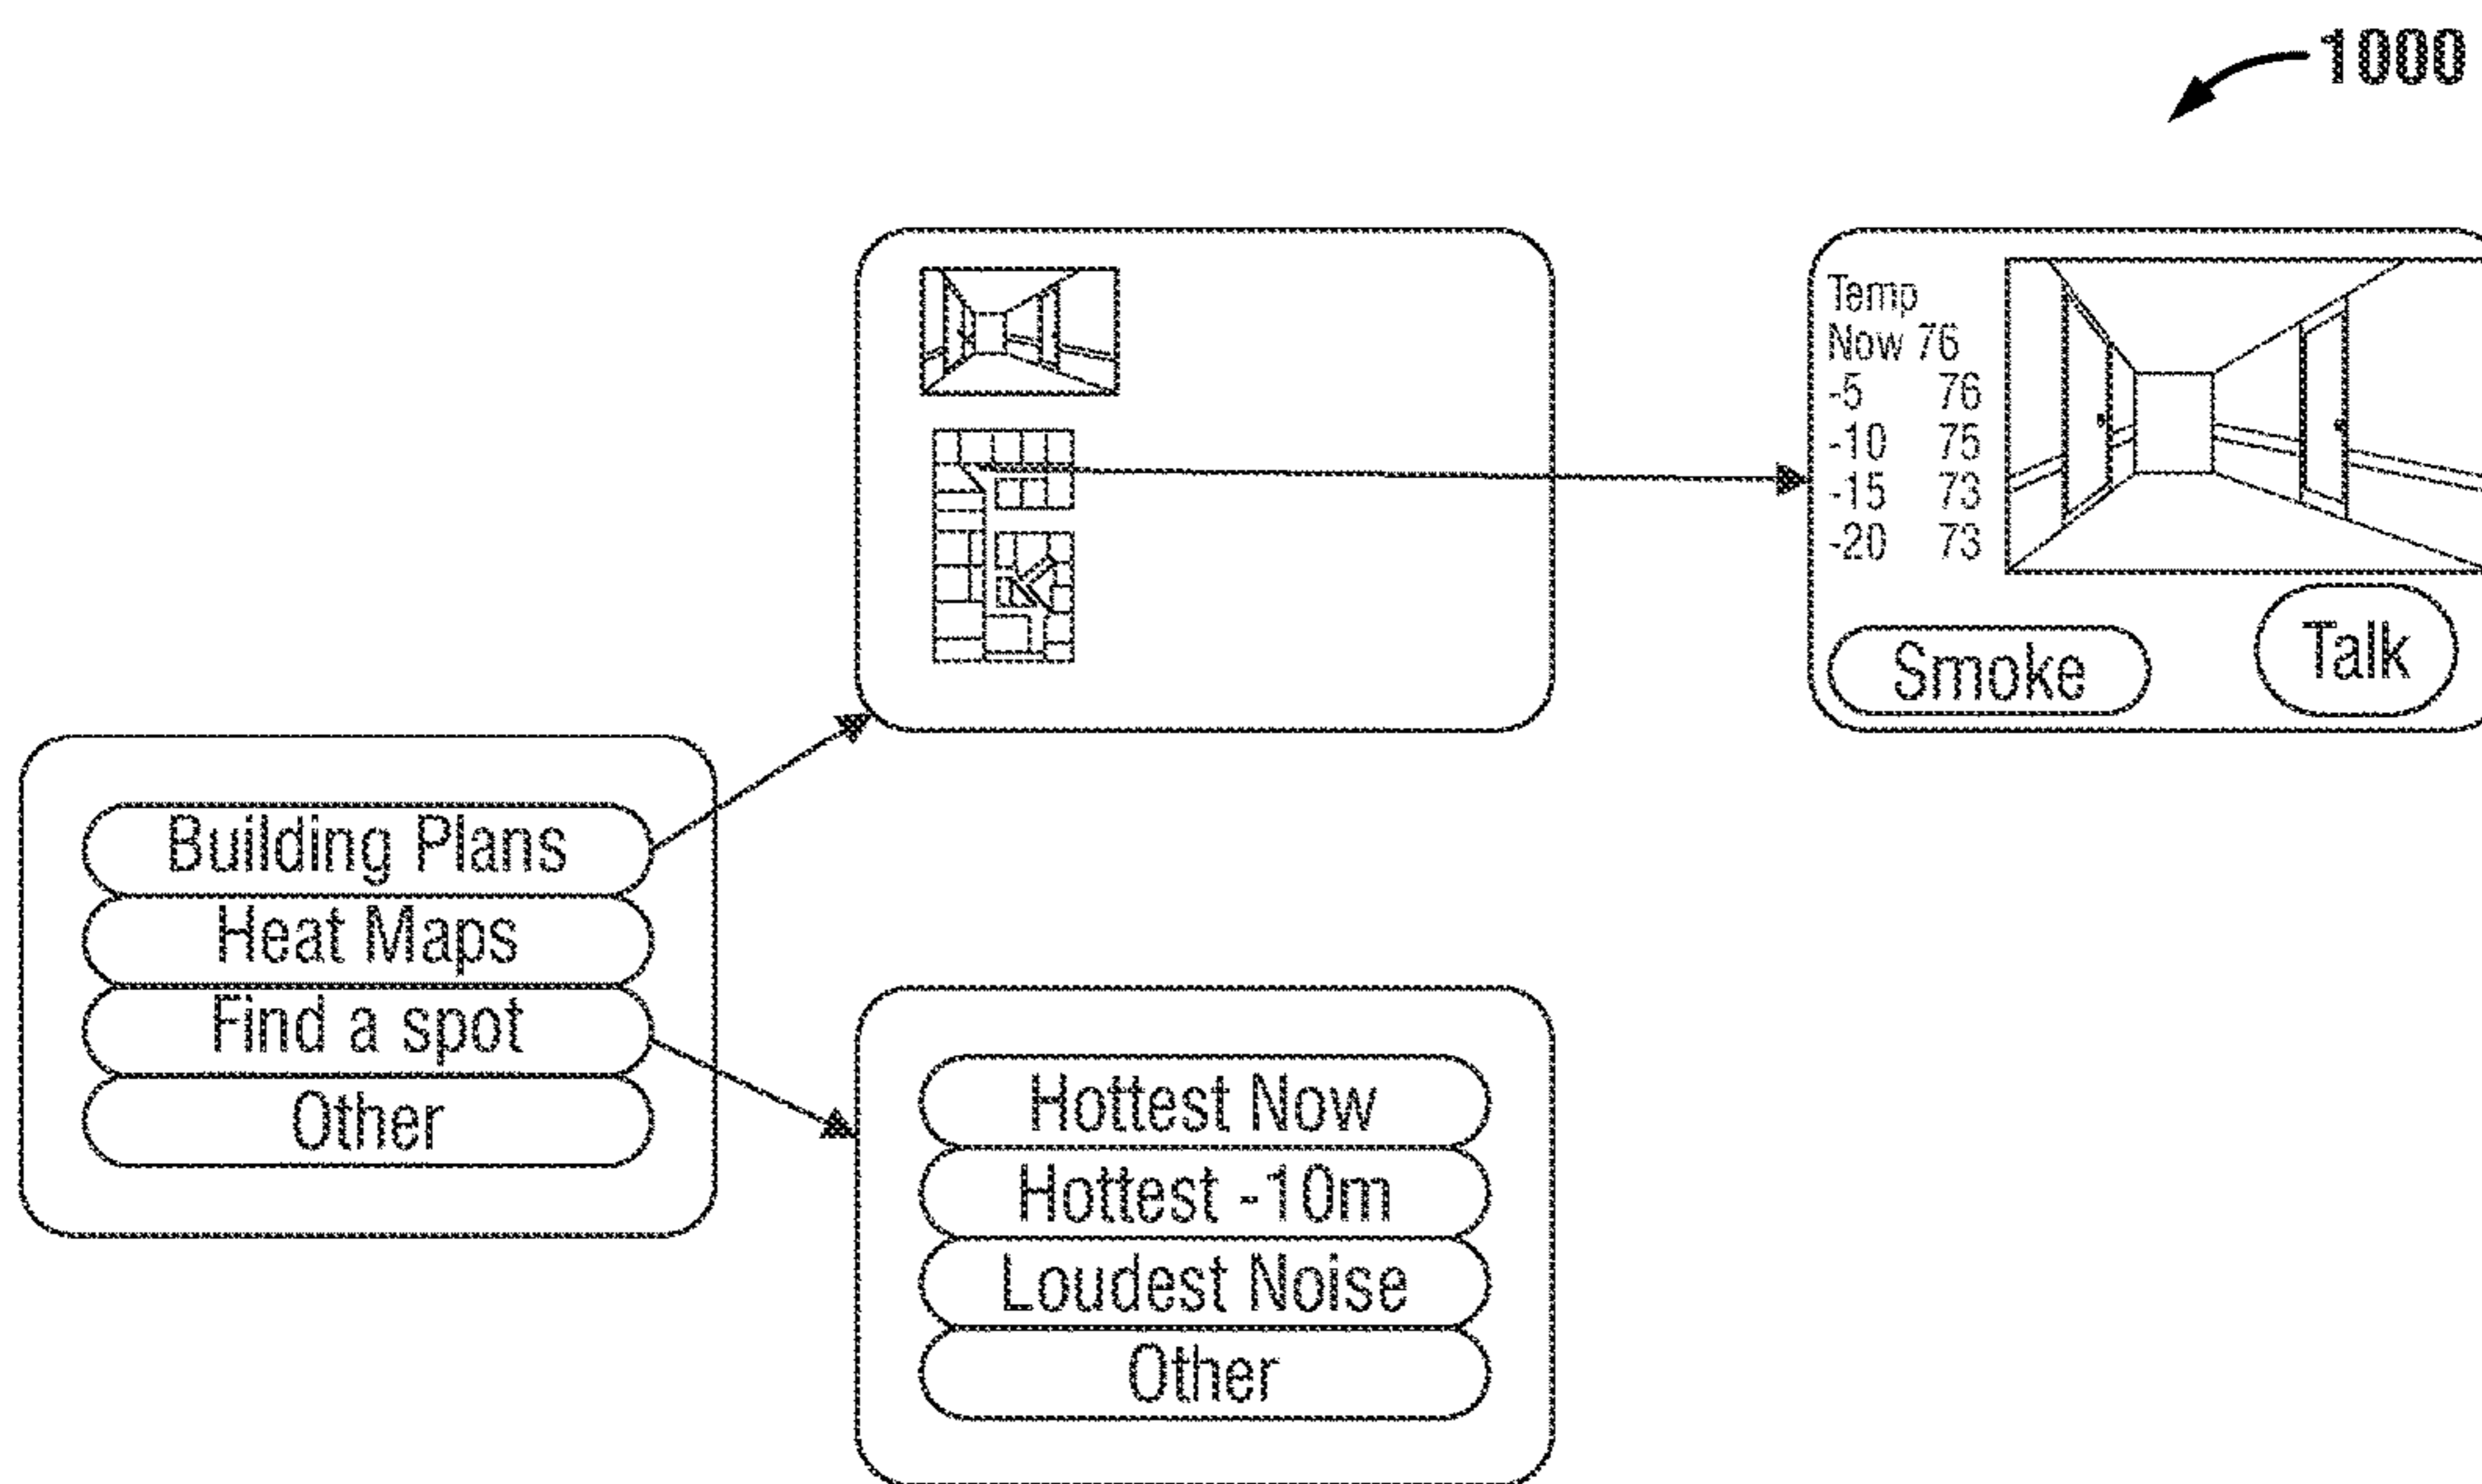 1000
Temp
Now 76
-5 76
-10 75
-15 73
-20 73
Smoke
Talk
Building Plans
Heat Maps
Find a spot
Other
Hottest Now
Hottest -10m
Loudest Noise
Other